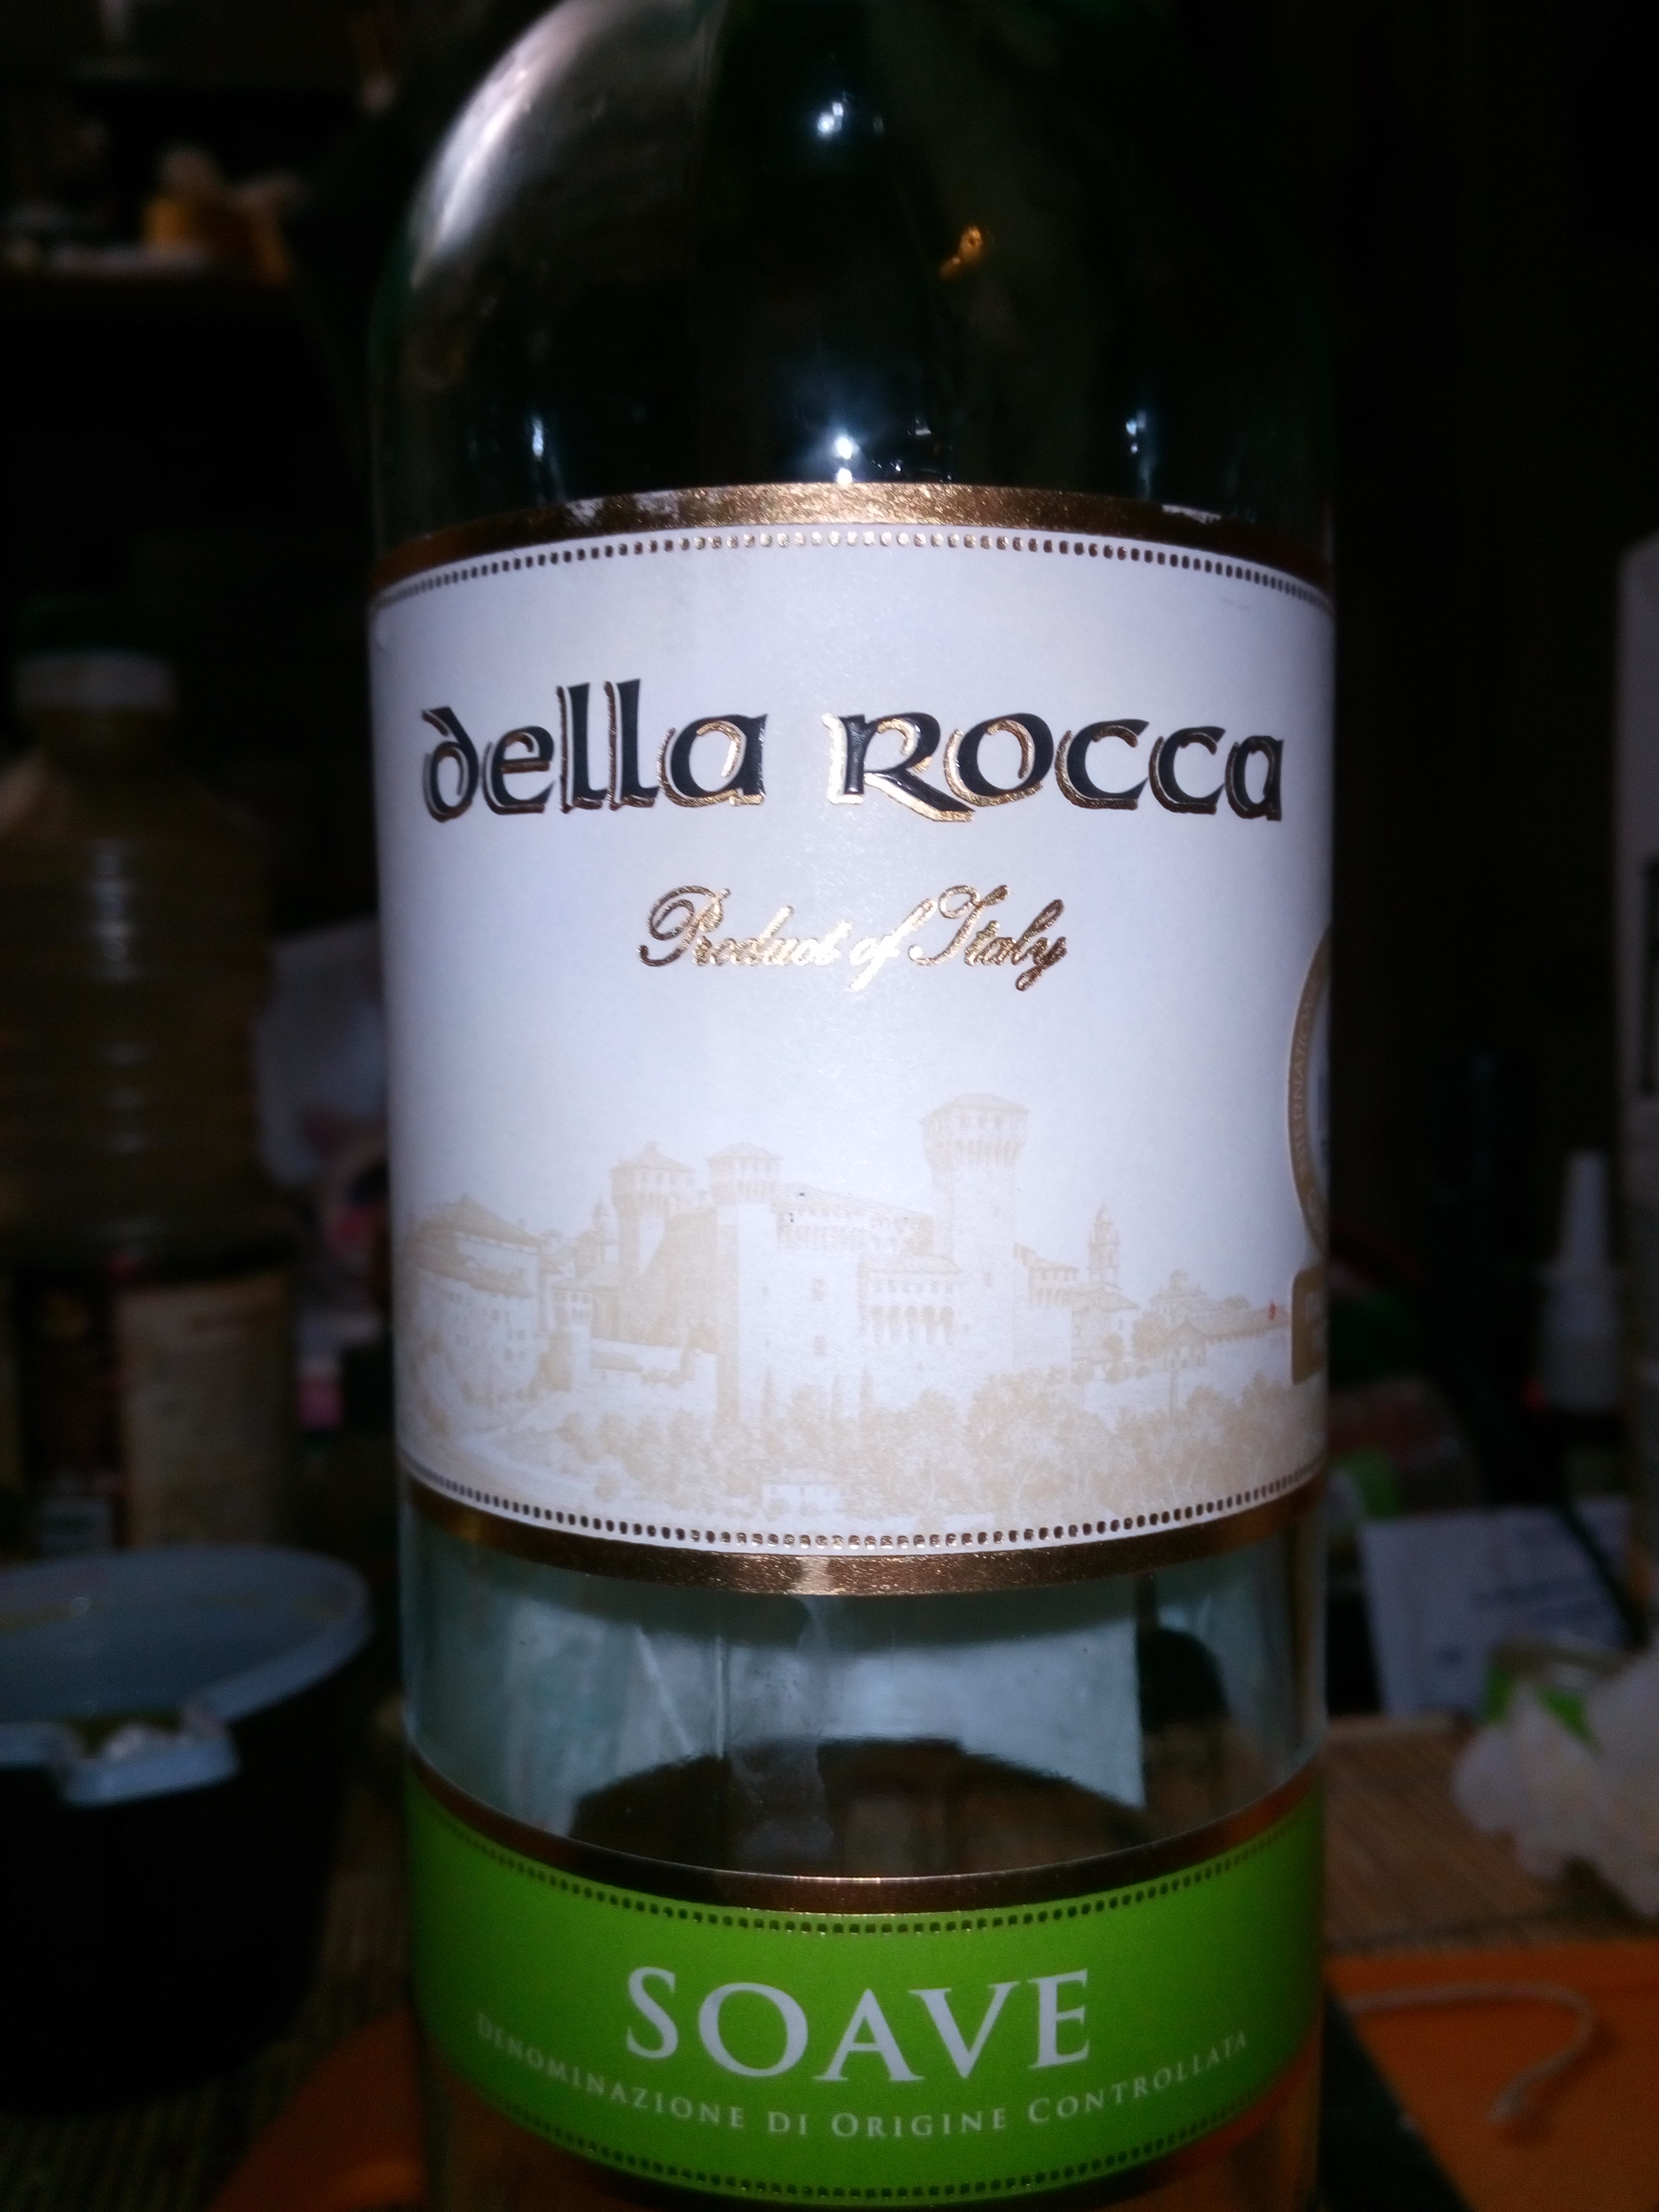 della Rocca
Product of Italy
SOAVE
DENOMINAZIONE DI ORIGINE CONTROLLATA